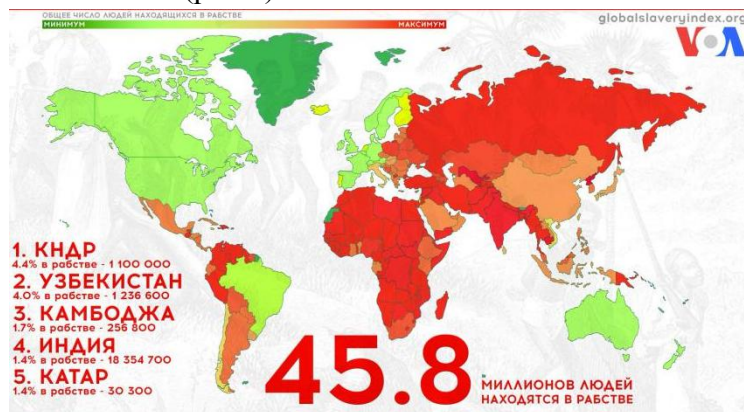 ОБЩЕЕ ЧИСЛО ЛЮДЕЙ НАХОДЯЩИХСЯ В РАБСТВЕ
МИНИМУМ
МАКСИМУМ
globalslaveryindex.org
VOA
1. КНДР
4.4% в рабстве - 1 100 000
2. УЗБЕКИСТАН
4.0% в рабстве - 1 236 600
3. КАМБОДЖА
1.7% в рабстве - 256 800
4. ИНДИЯ
1.4% в рабстве - 18 354 700
5. КАТАР
1.4% в рабстве - 30 300
45.8
МИЛЛИОНОВ ЛЮДЕЙ
НАХОДЯТСЯ В РАБСТВЕ